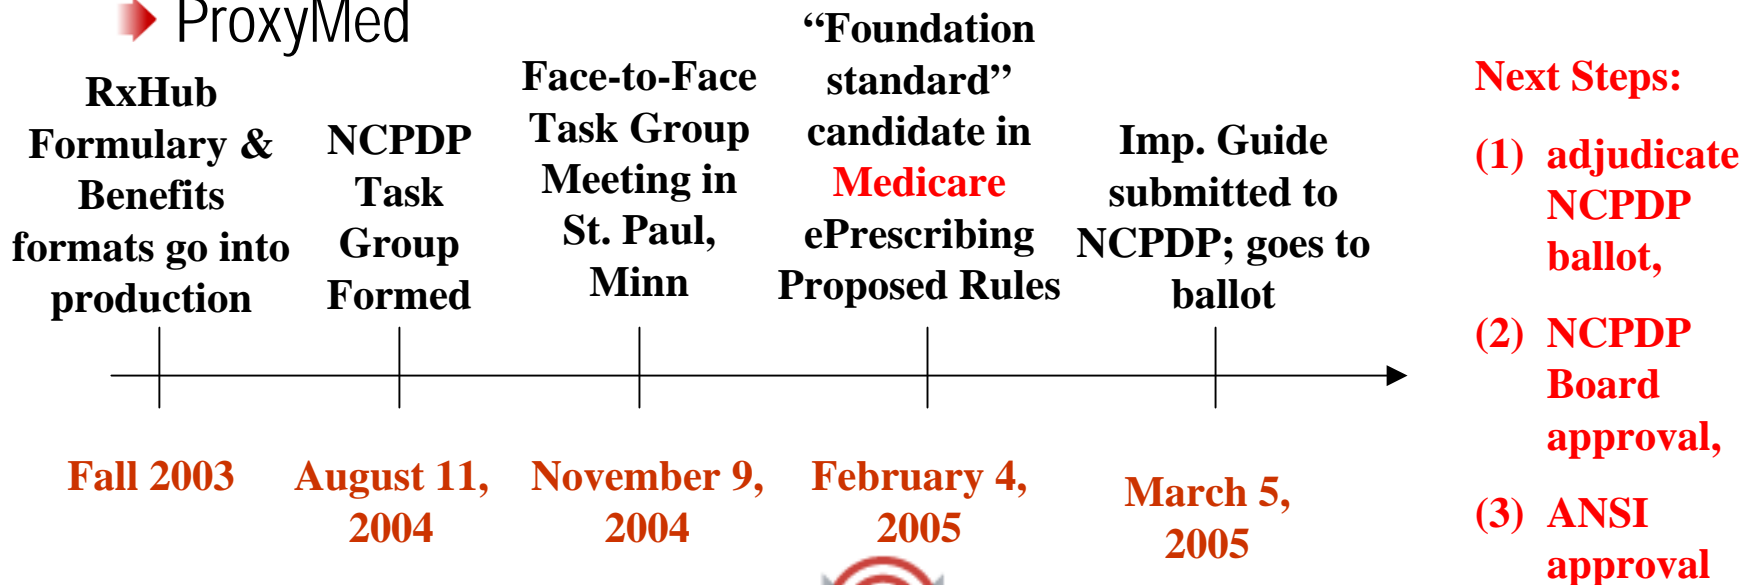 ProxyMed
RxHub
Formulary &
Benefits
formats go into
production
NCPDP
Task
Group
Formed
Face-to-Face
Task Group
Meeting in
St. Paul,
Minn
“Foundation
standard”
candidate in
Medicare
ePrescribing
Proposed Rules
Imp. Guide
submitted to
NCPDP; goes to
ballot
Fall 2003
August 11,
2004
November 9,
2004
February 4,
2005
March 5,
2005
Next Steps:
(1) adjudicate
NCPDP
ballot,
(2) NCPDP
Board
approval,
(3) ANSI
approval